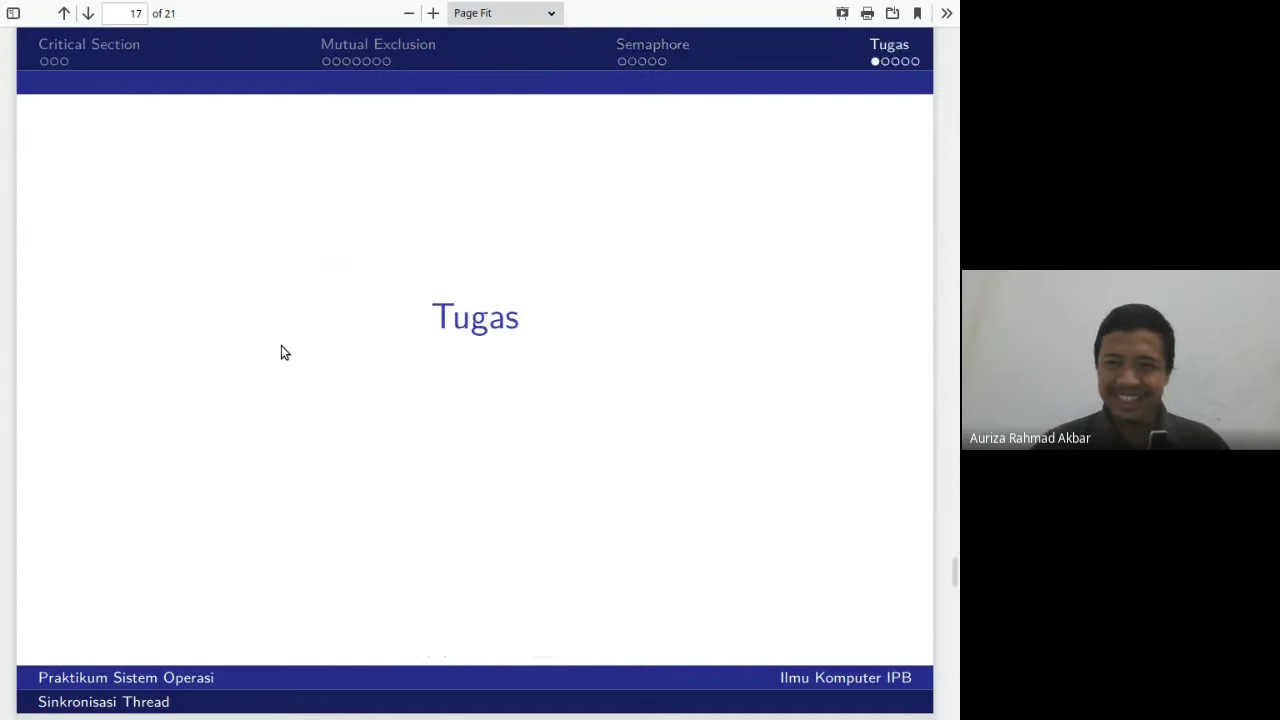 17 of 21
Page Fit
Critical Section
Mutual Exclusion
Semaphore
Tugas
Tugas
Praktikum Sistem Operasi
Ilmu Komputer IPB
Sinkronisasi Thread
Auriza Rahmad Akbar